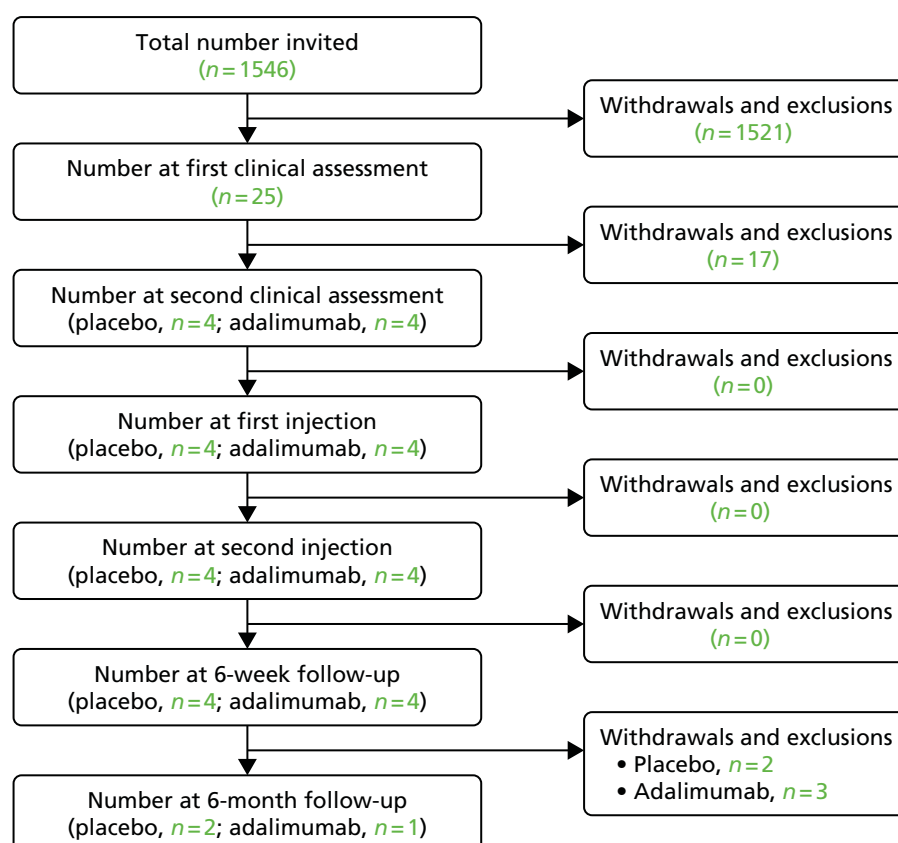 Total number invited
(n=1546)
Withdrawals and exclusions
(n=1521)
Number at first clinical assessment
(n=25)
Withdrawals and exclusions
(n=17)
Number at second clinical assessment
(placebo, n=4; adalimumab, n=4)
Withdrawals and exclusions
(n=0)
Number at first injection
(placebo, n=4; adalimumab, n=4)
Withdrawals and exclusions
(n=0)
Number at second injection
(placebo, n=4; adalimumab, n=4)
Withdrawals and exclusions
(n=0)
Number at 6-week follow-up
(placebo, n=4; adalimumab, n=4)
Withdrawals and exclusions
• Placebo, n=2
• Adalimumab, n=3
Number at 6-month follow-up
(placebo, n=2; adalimumab, n=1)